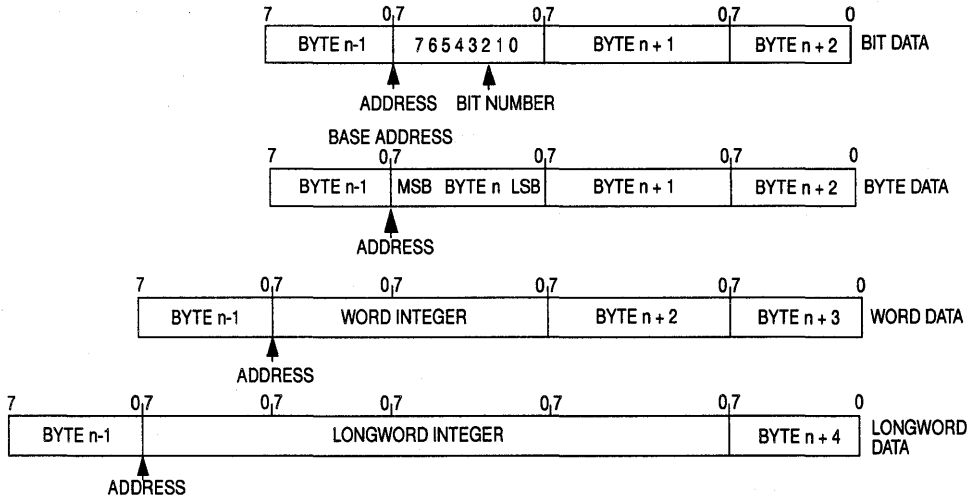 7 0,7 0,7 0,7 0
BYTE n-1 7 6 5 4 3 2 1 0 BYTE n + 1 BYTE n + 2 BIT DATA
ADDRESS BIT NUMBER
BASE ADDRESS
7 0,7 0,7 0,7 0
BYTE n-1 MSB BYTE n LSB BYTE n + 1 BYTE n + 2 BYTE DATA
ADDRESS
7 0,7 0,7 0,7 0,7 0
BYTE n-1 WORD INTEGER BYTE n + 2 BYTE n + 3 WORD DATA
ADDRESS
7 0,7 0,7 0,7 0,7 0,7 0
BYTE n-1 LONGWORD INTEGER BYTE n + 4 LONGWORD
DATA
ADDRESS